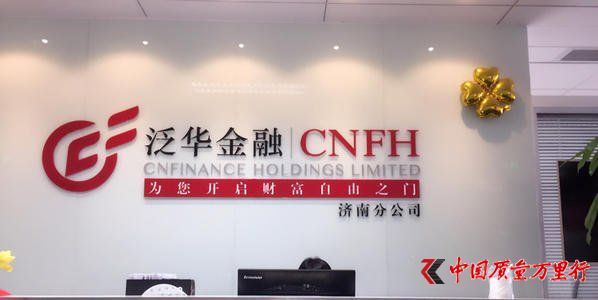 泛华金融 CNFH
CNFINANCE HOLDINGS LIMITED
为您开启财富自由之门
济南分公司
lenovo
中国质量万里行